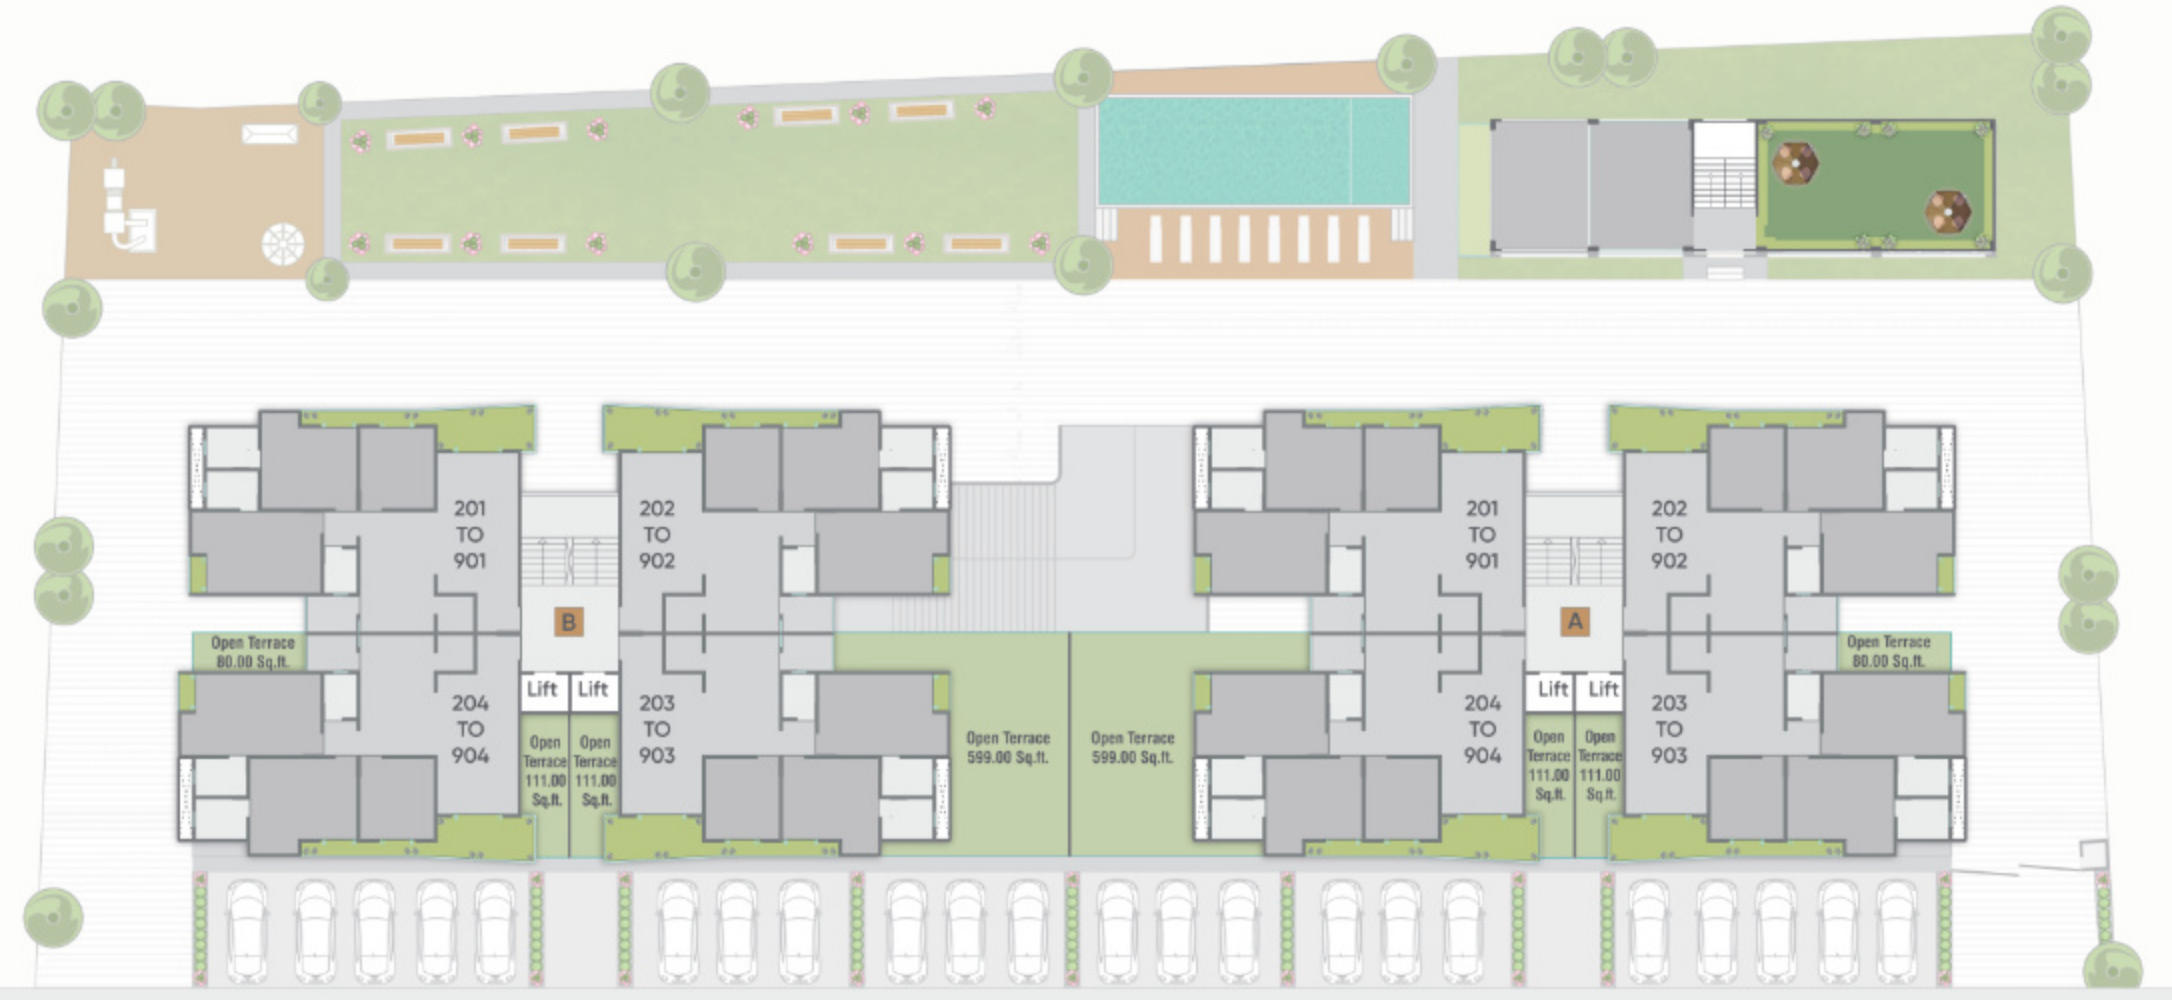 201
TO
901
202
TO
902
B
Open Terrace
80.00 Sq.ft.
Lift
Lift
204
TO
904
203
TO
903
Open
Terrace
111.00
Sq.ft.
Open
Terrace
111.00
Sq.ft.
Open Terrace
599.00 Sq.ft.
Open Terrace
599.00 Sq.ft.
201
TO
901
202
TO
902
A
Open Terrace
80.00 Sq.ft.
Lift
Lift
204
TO
904
203
TO
903
Open
Terrace
111.00
Sq.ft.
Open
Terrace
111.00
Sq.ft.